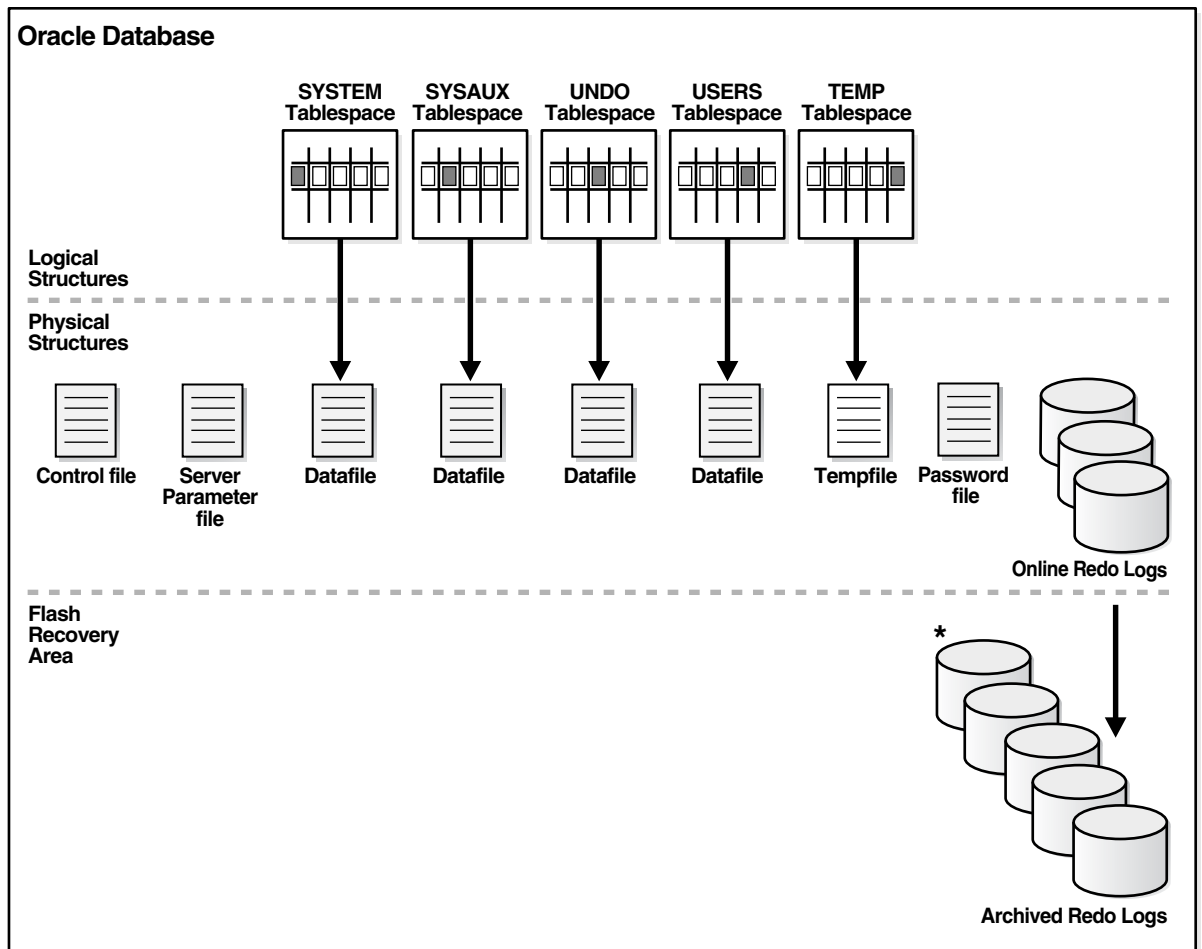 Oracle Database
SYSTEM
Tablespace
SYSAUX
Tablespace
UNDO
Tablespace
USERS
Tablespace
TEMP
Tablespace
Logical
Structures
Physical
Structures
Control file
Server
Parameter
file
Datafile
Datafile
Datafile
Datafile
Tempfile
Password
file
Online Redo Logs
Flash
Recovery
Area
*
Archived Redo Logs